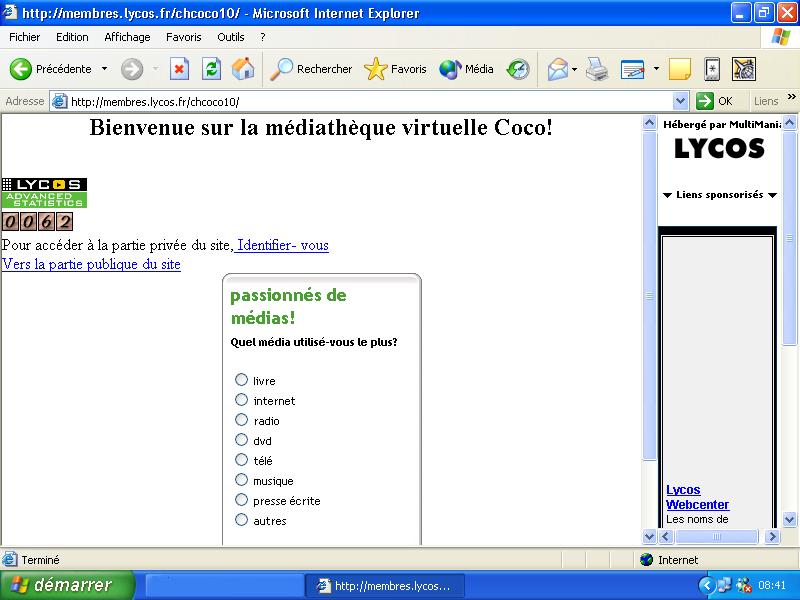 http://membres.lycos.fr/chcoco10/ - Microsoft Internet Explorer
Fichier Edition Affichage Favoris Outils ?
Précédente Rechercher Favoris Média
Adresse http://membres.lycos.fr/chcoco10/ OK Liens »
Bienvenue sur la médiathèque virtuelle Coco!
LYCOS
ADVANCED
STATISTICS
0062
Pour accéder à la partie privée du site, Identifier- vous
Vers la partie publique du site
passionnés de
médias!
Quel média utilisé-vous le plus?
livre
internet
radio
dvd
télé
musique
presse écrite
autres
Hébergé par MultiMania
LYCOS
Liens sponsorisés
Lycos
Webcenter
Les noms de
Terminé Internet
démarrer http://membres.lycos... 08:41